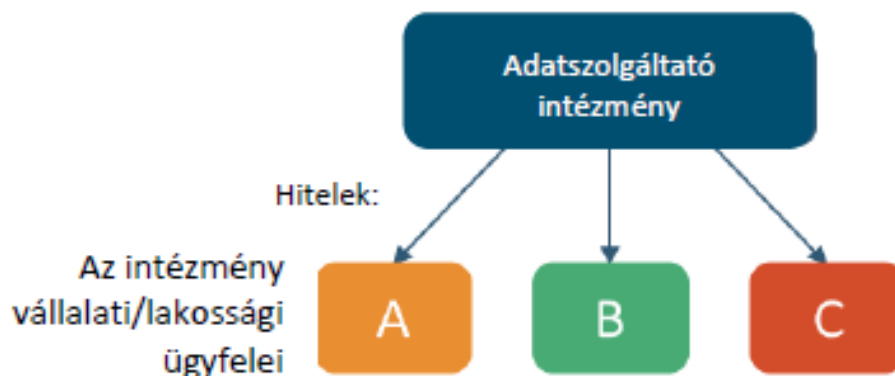 Adatszolgáltató
intézmény
Hitelek:
Az intézmény
vállalati/lakossági
ügyfelei
A
B
C